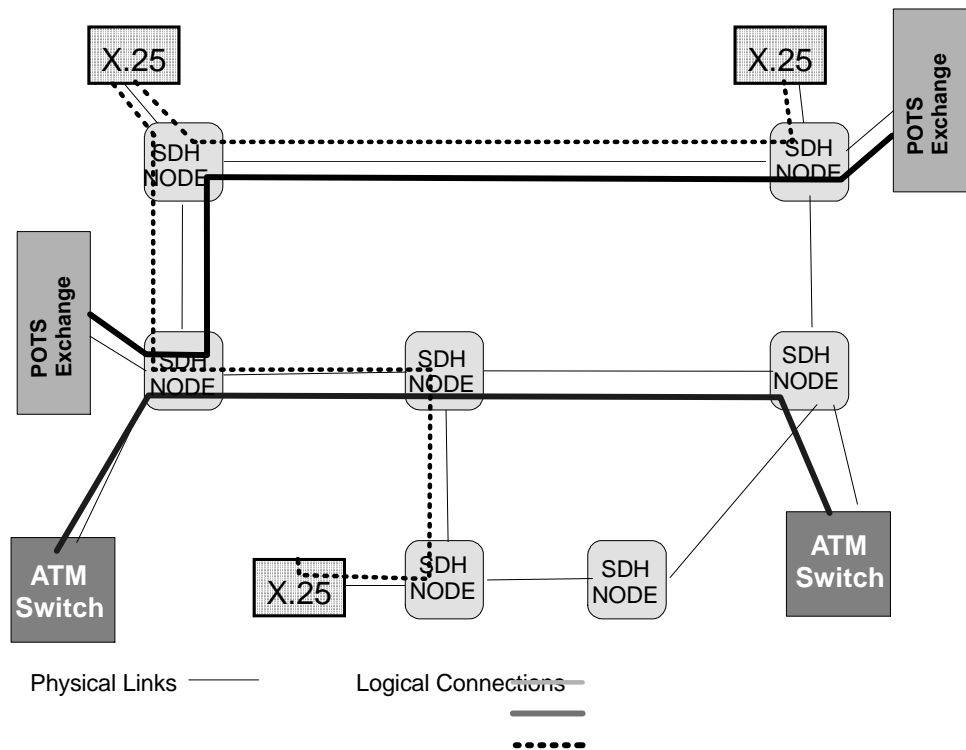 X.25
X.25
POTS
Exchange
SDH
NODE
SDH
NODE
POTS
Exchange
SDH
NODE
SDH
NODE
SDH
NODE
ATM
Switch
X.25
SDH
NODE
SDH
NODE
ATM
Switch
Physical Links
Logical Connections